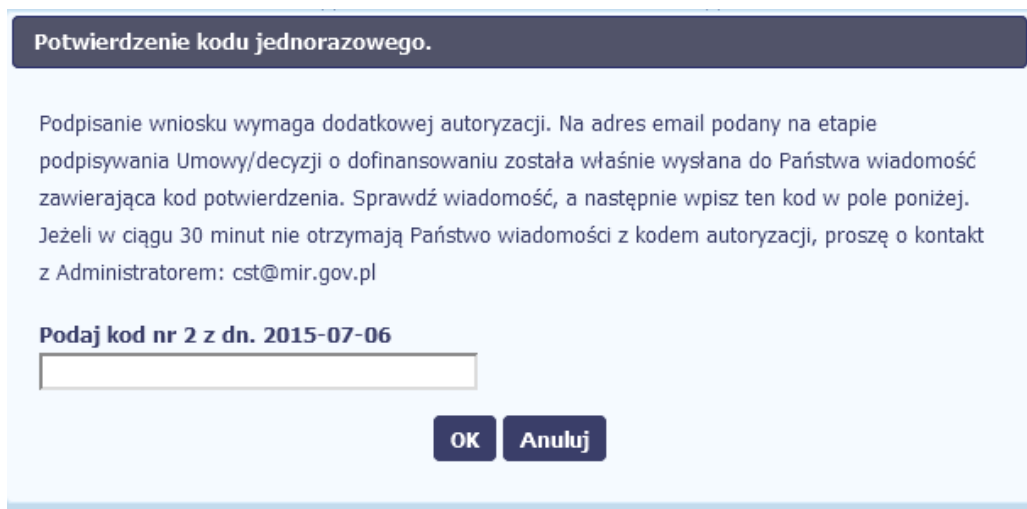 Potwierdzenie kodu jednorazowego.
Podpisanie wniosku wymaga dodatkowej autoryzacji. Na adres email podany na etapie
podpisywania Umowy/decyzji o dofinansowaniu została właśnie wysłana do Państwa wiadomość
zawierająca kod potwierdzenia. Sprawdź wiadomość, a następnie wpisz ten kod w pole poniżej.
Jeżeli w ciągu 30 minut nie otrzymają Państwo wiadomości z kodem autoryzacji, proszę o kontakt
z Administratorem: cst@mir.gov.pl
Podaj kod nr 2 z dn. 2015-07-06
OK Anuluj